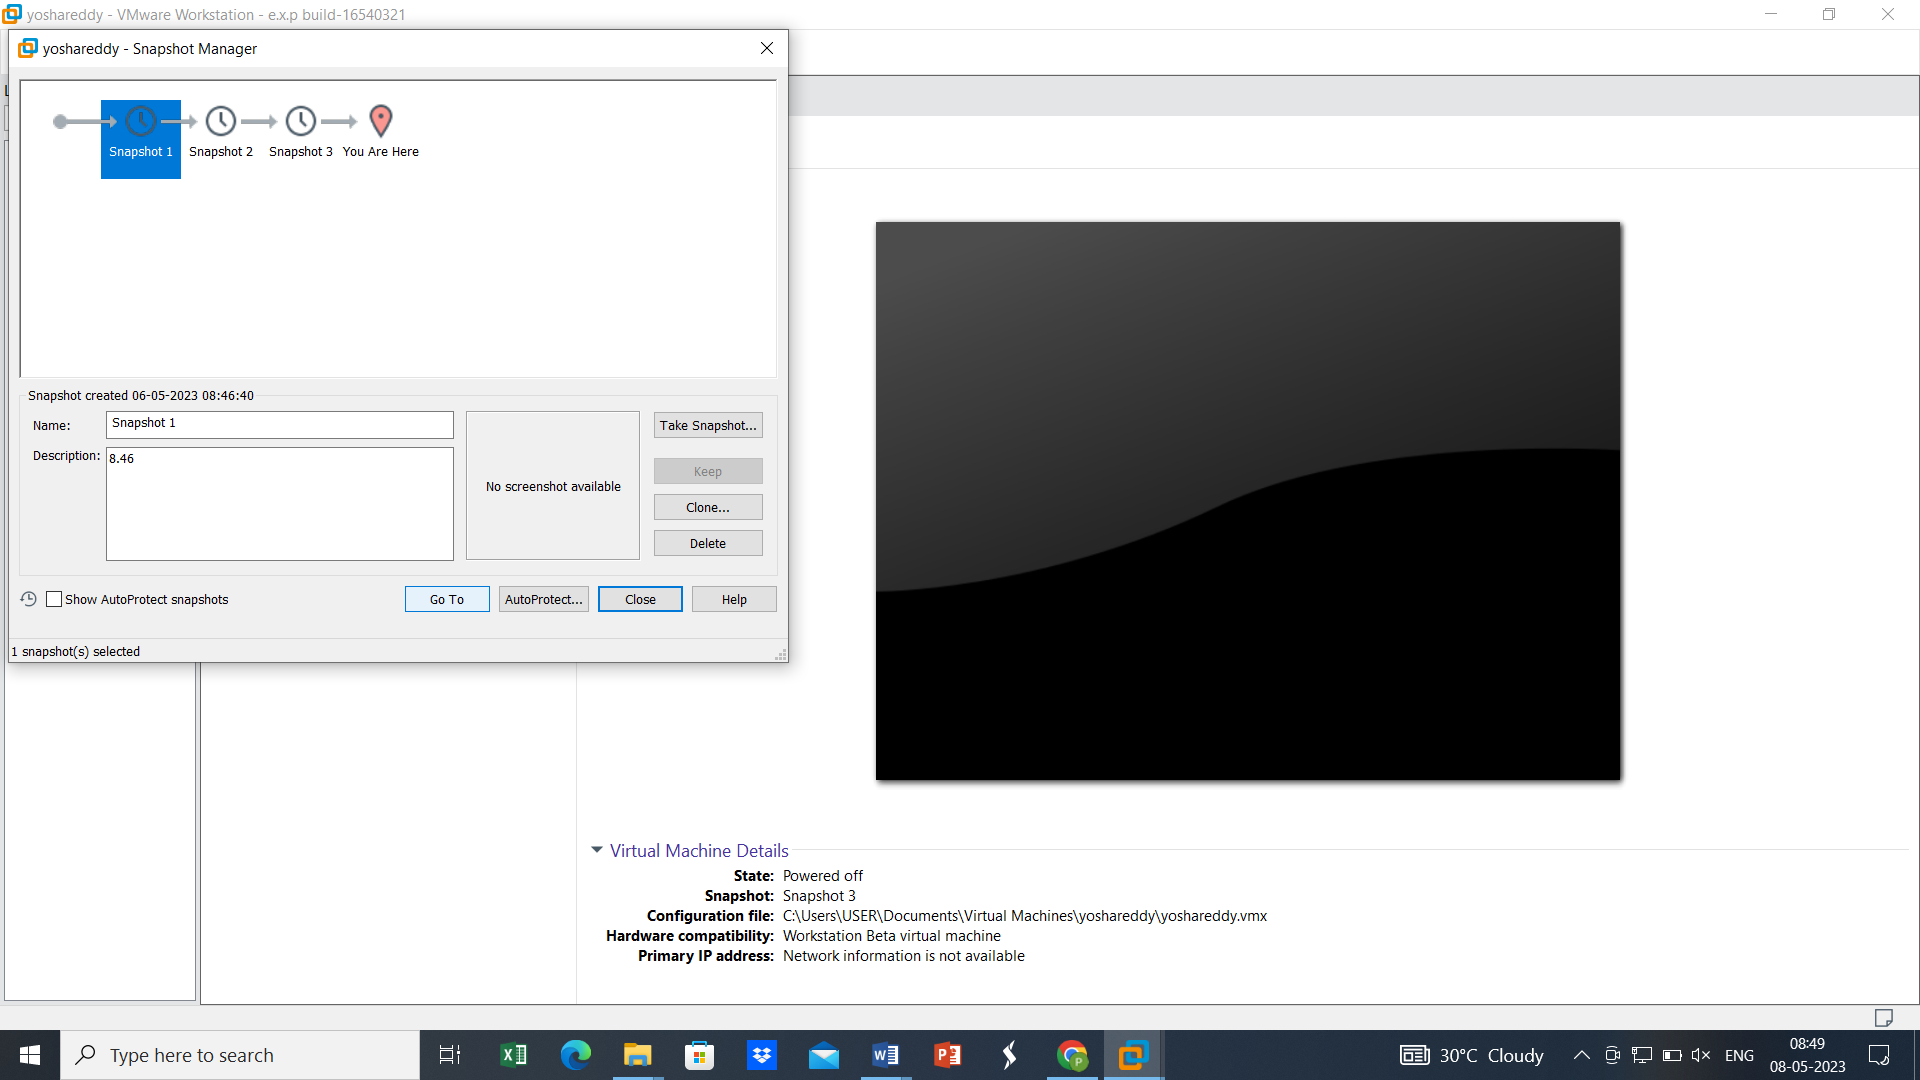 yoshareddy - VMware Workstation - e.x.p build-16540321
yoshareddy - Snapshot Manager
Snapshot 1
Snapshot 2
Snapshot 3
You Are Here
Snapshot created 06-05-2023 08:46:40
Name:
Snapshot 1
Description:
8.46
No screenshot available
Take Snapshot...
Keep
Clone...
Delete
Show AutoProtect snapshots
Go To
AutoProtect...
Close
Help
1 snapshot(s) selected
Virtual Machine Details
State: Powered off
Snapshot: Snapshot 3
Configuration file: C:\Users\USER\Documents\Virtual Machines\yoshareddy\yoshareddy.vmx
Hardware compatibility: Workstation Beta virtual machine
Primary IP address: Network information is not available
Type here to search
30°C Cloudy
ENG
08:49
08-05-2023